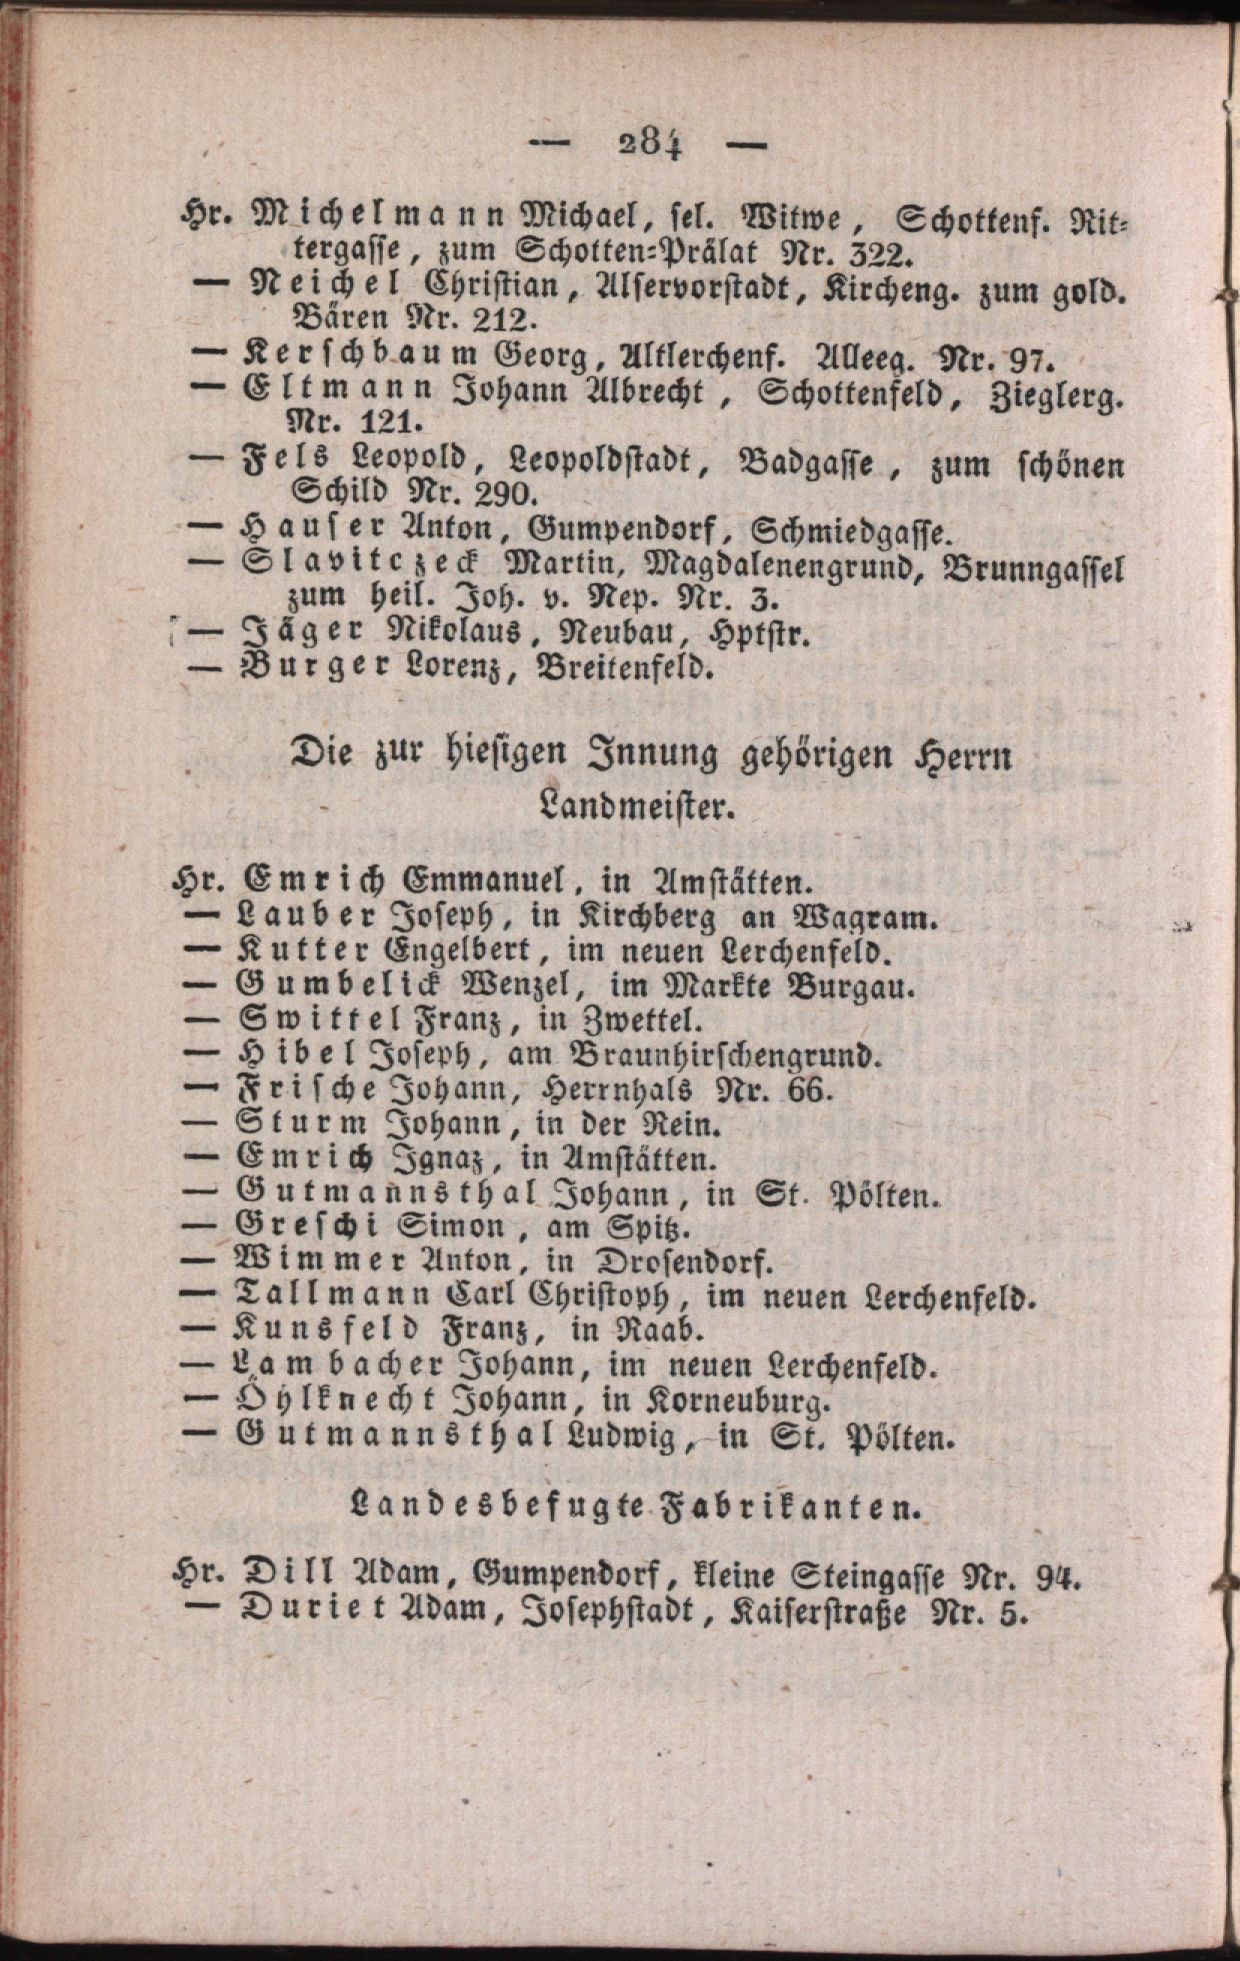 — 284 —
Hr. Michelmann Michael, sel. Witwe, Schottenf. Rit-
tergasse, zum Schotten-Prälat Nr. 322.
— Neichel Christian, Alservorstadt, Kircheng. zum gold.
Bären Nr. 212.
— Kerschbaum Georg, Altlerchenf. Alleeg. Nr. 97.
— Eltmann Johann Albrecht, Schottenfeld, Zieglerg.
Nr. 121.
— Fels Leopold, Leopoldstadt, Badgasse, zum schönen
Schild Nr. 290.
— Hauser Anton, Gumpendorf, Schmiedgasse.
— Slavitczeck Martin, Magdalenengrund, Brunngassel
zum heil. Joh. v. Nep. Nr. 3.
— Jäger Nikolaus, Neubau, Hptstr.
— Burger Lorenz, Breitenfeld.
Die zur hiesigen Innung gehörigen Herrn
Landmeister.
Hr. Emrich Emmanuel, in Amstätten.
— Lauber Joseph, in Kirchberg an Wagram.
— Kutter Engelbert, im neuen Lerchenfeld.
— Gumbelick Wenzel, im Markte Burgau.
— Swittel Franz, in Zwettel.
— Hibel Joseph, am Braunhirschengrund.
— Frische Johann, Herrnhals Nr. 66.
— Sturm Johann, in der Rein.
— Emrich Ignaz, in Amstätten.
— Gutmannsthal Johann, in St. Pölten.
— Greschi Simon, am Spitz.
— Wimmer Anton, in Drosendorf.
— Tallmann Carl Christoph, im neuen Lerchenfeld.
— Kunsfeld Franz, in Raab.
— Lambacher Johann, im neuen Lerchenfeld.
— Öylknecht Johann, in Korneuburg.
— Gutmannsthal Ludwig, in St. Pölten.
Landesbefugte Fabrikanten.
Hr. Dill Adam, Gumpendorf, kleine Steingasse Nr. 94.
— Duriet Adam, Josephstadt, Kaiserstraße Nr. 5.